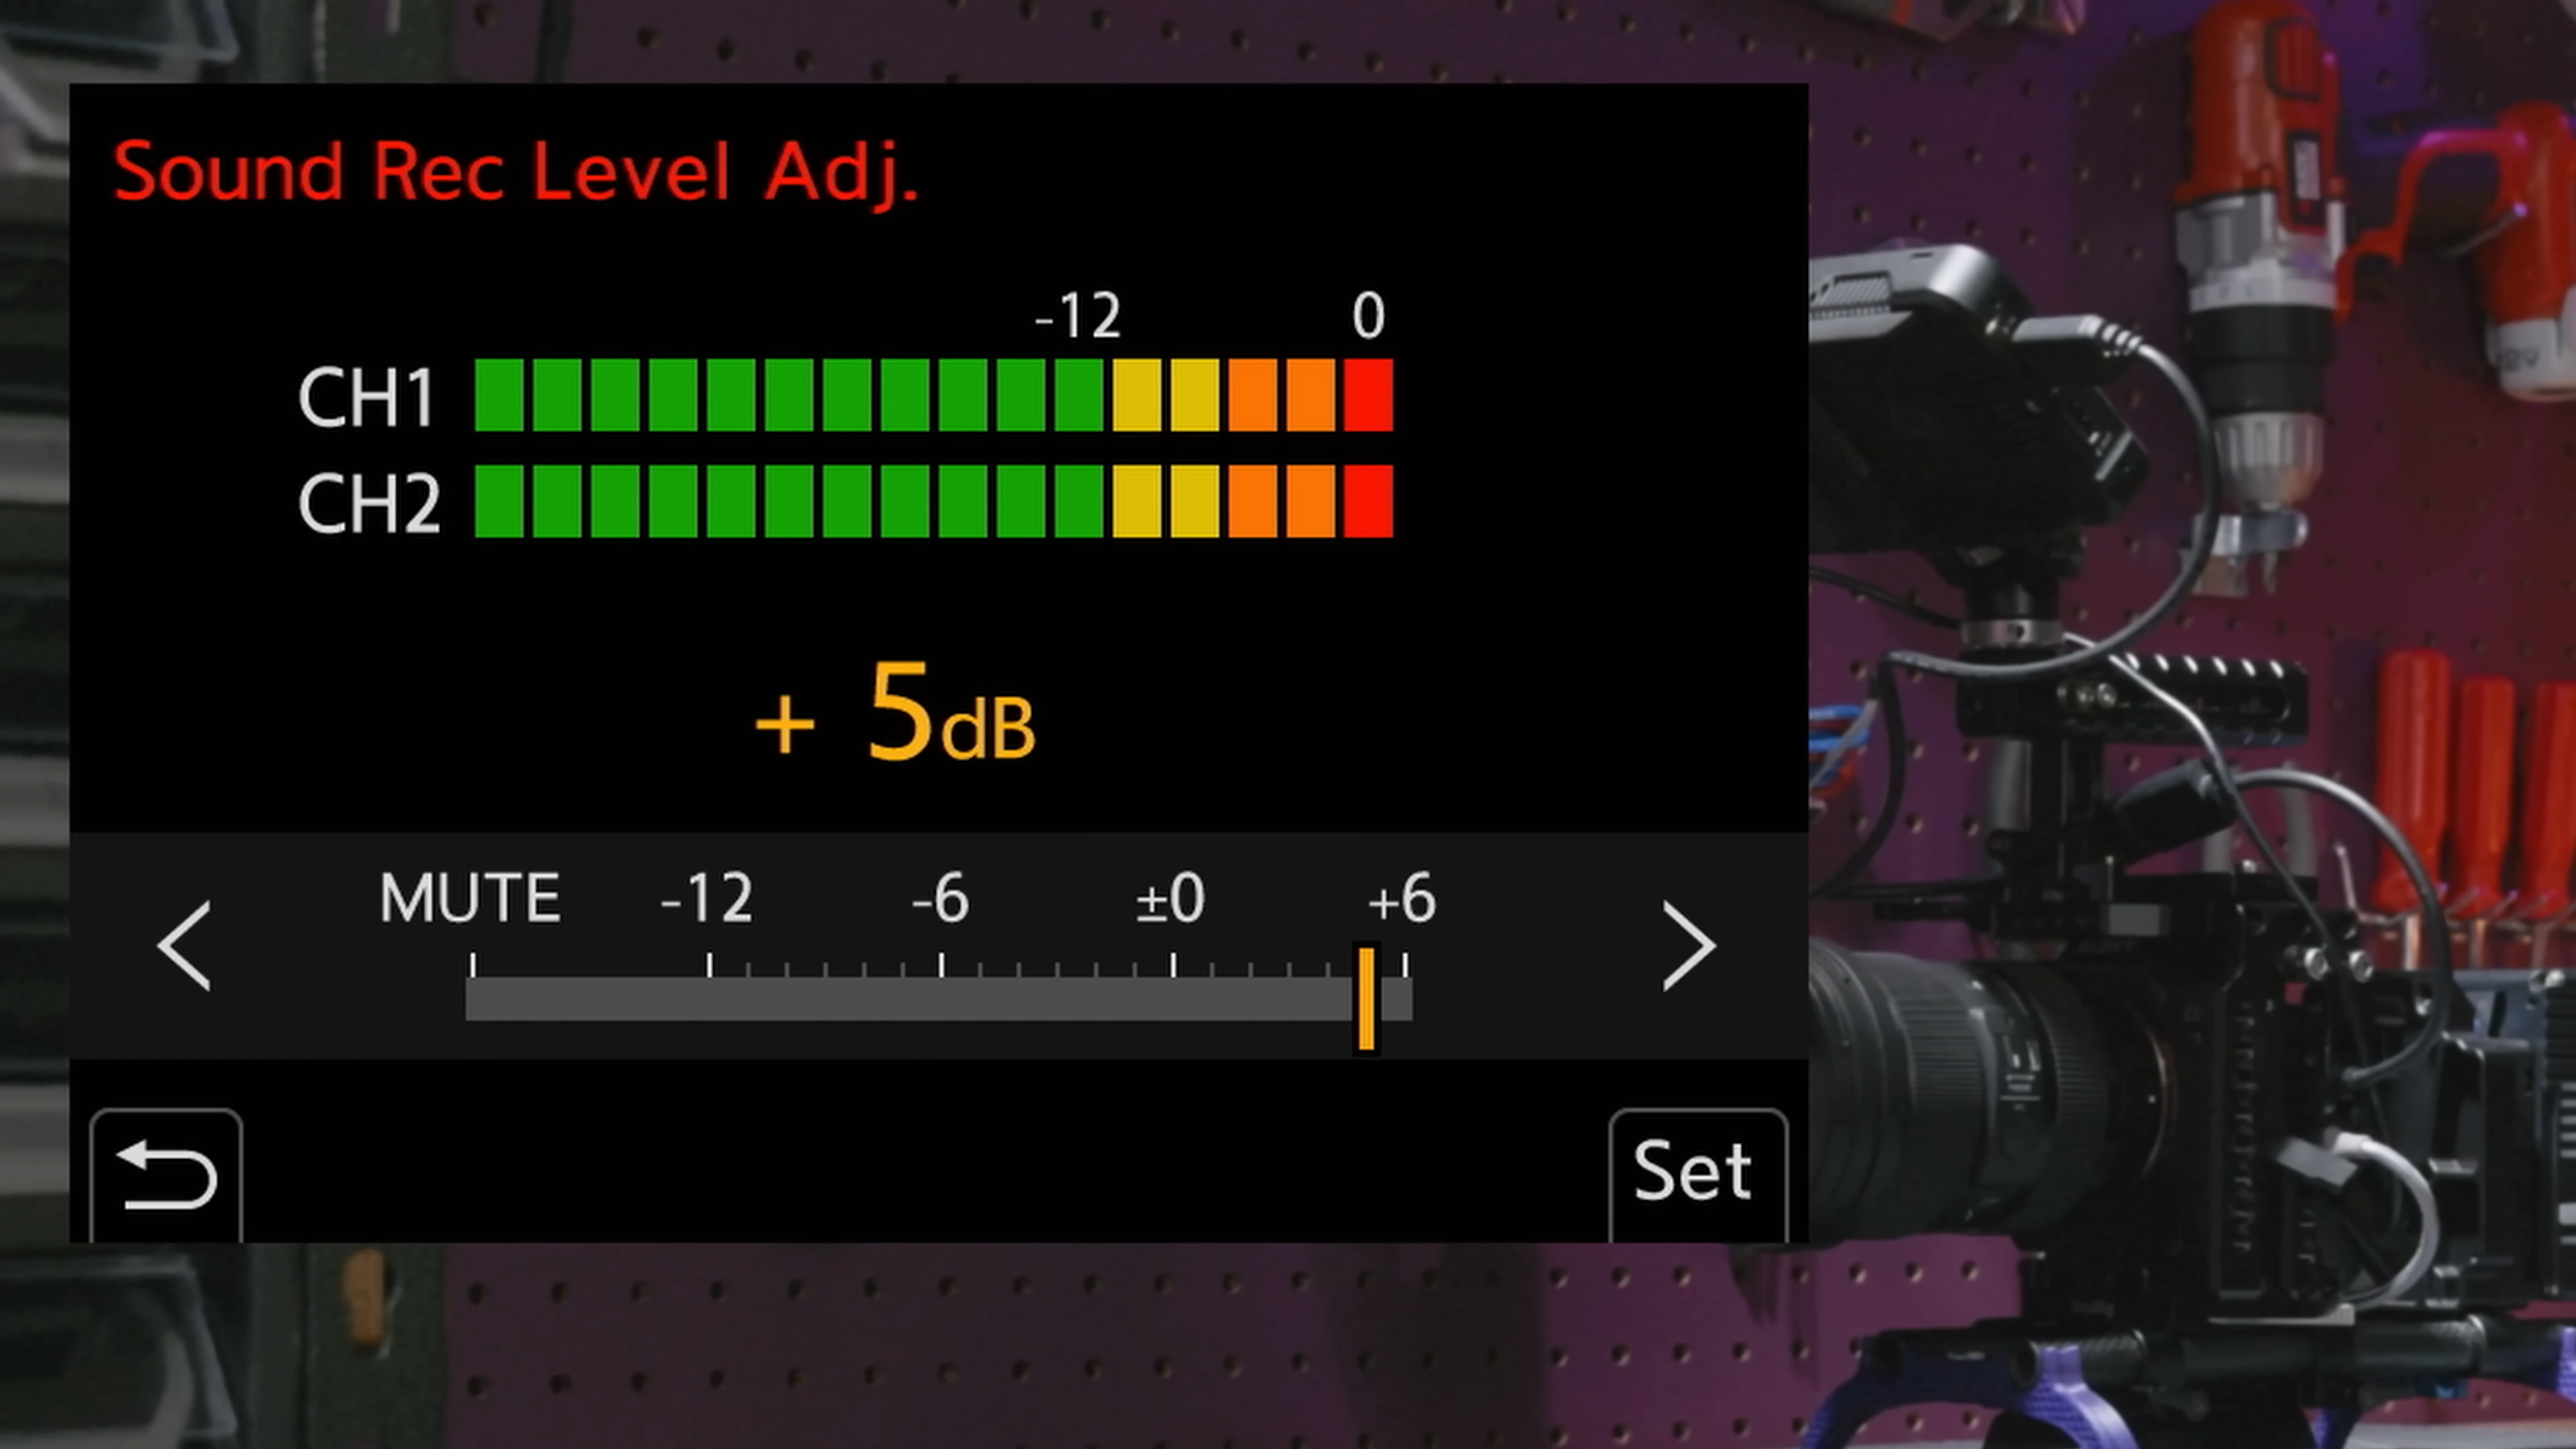 Sound Rec Level Adj.
-12 0
CH1
CH2
+ 5dB
MUTE -12 -6 ±0 +6
Set